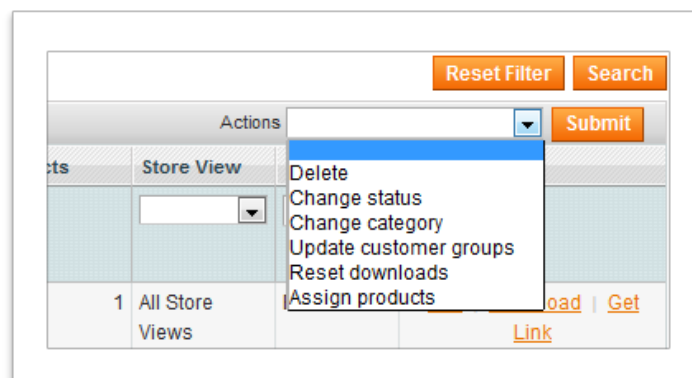 Reset Filter Search
Actions Submit
Store View
Delete
Change status
Change category
Update customer groups
Reset downloads
Assign products
1 All Store Get
Views Link